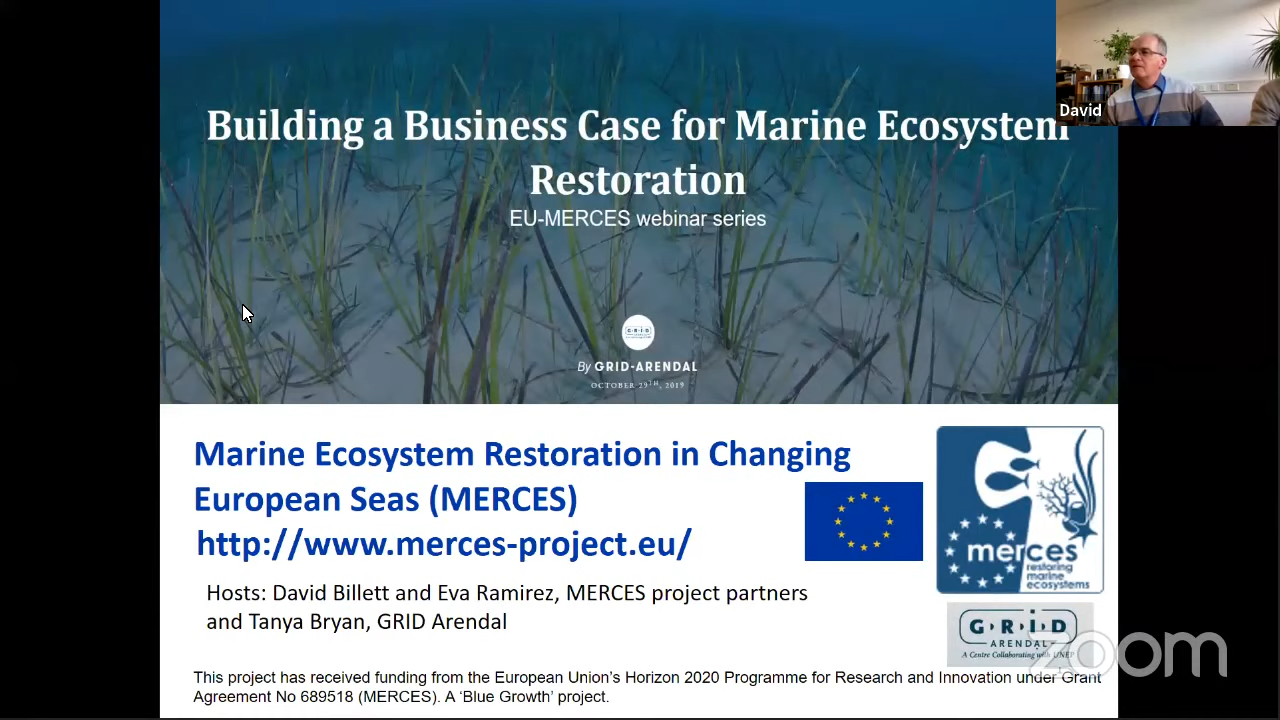 Building a Business Case for Marine Ecosystem
Restoration
EU-MERCES webinar series
David
GRID
By GRID-ARENDAL
OCTOBER 29TH, 2019
Marine Ecosystem Restoration in Changing
European Seas (MERCES)
http://www.merces-project.eu/
Hosts: David Billett and Eva Ramirez, MERCES project partners
and Tanya Bryan, GRID Arendal
merces
restoring
marine
ecosystems
G·R·I·D
ARENDAL
A Centre Collaborating with UNEP
zoom
This project has received funding from the European Union's Horizon 2020 Programme for Research and Innovation under Grant
Agreement No 689518 (MERCES). A 'Blue Growth' project.